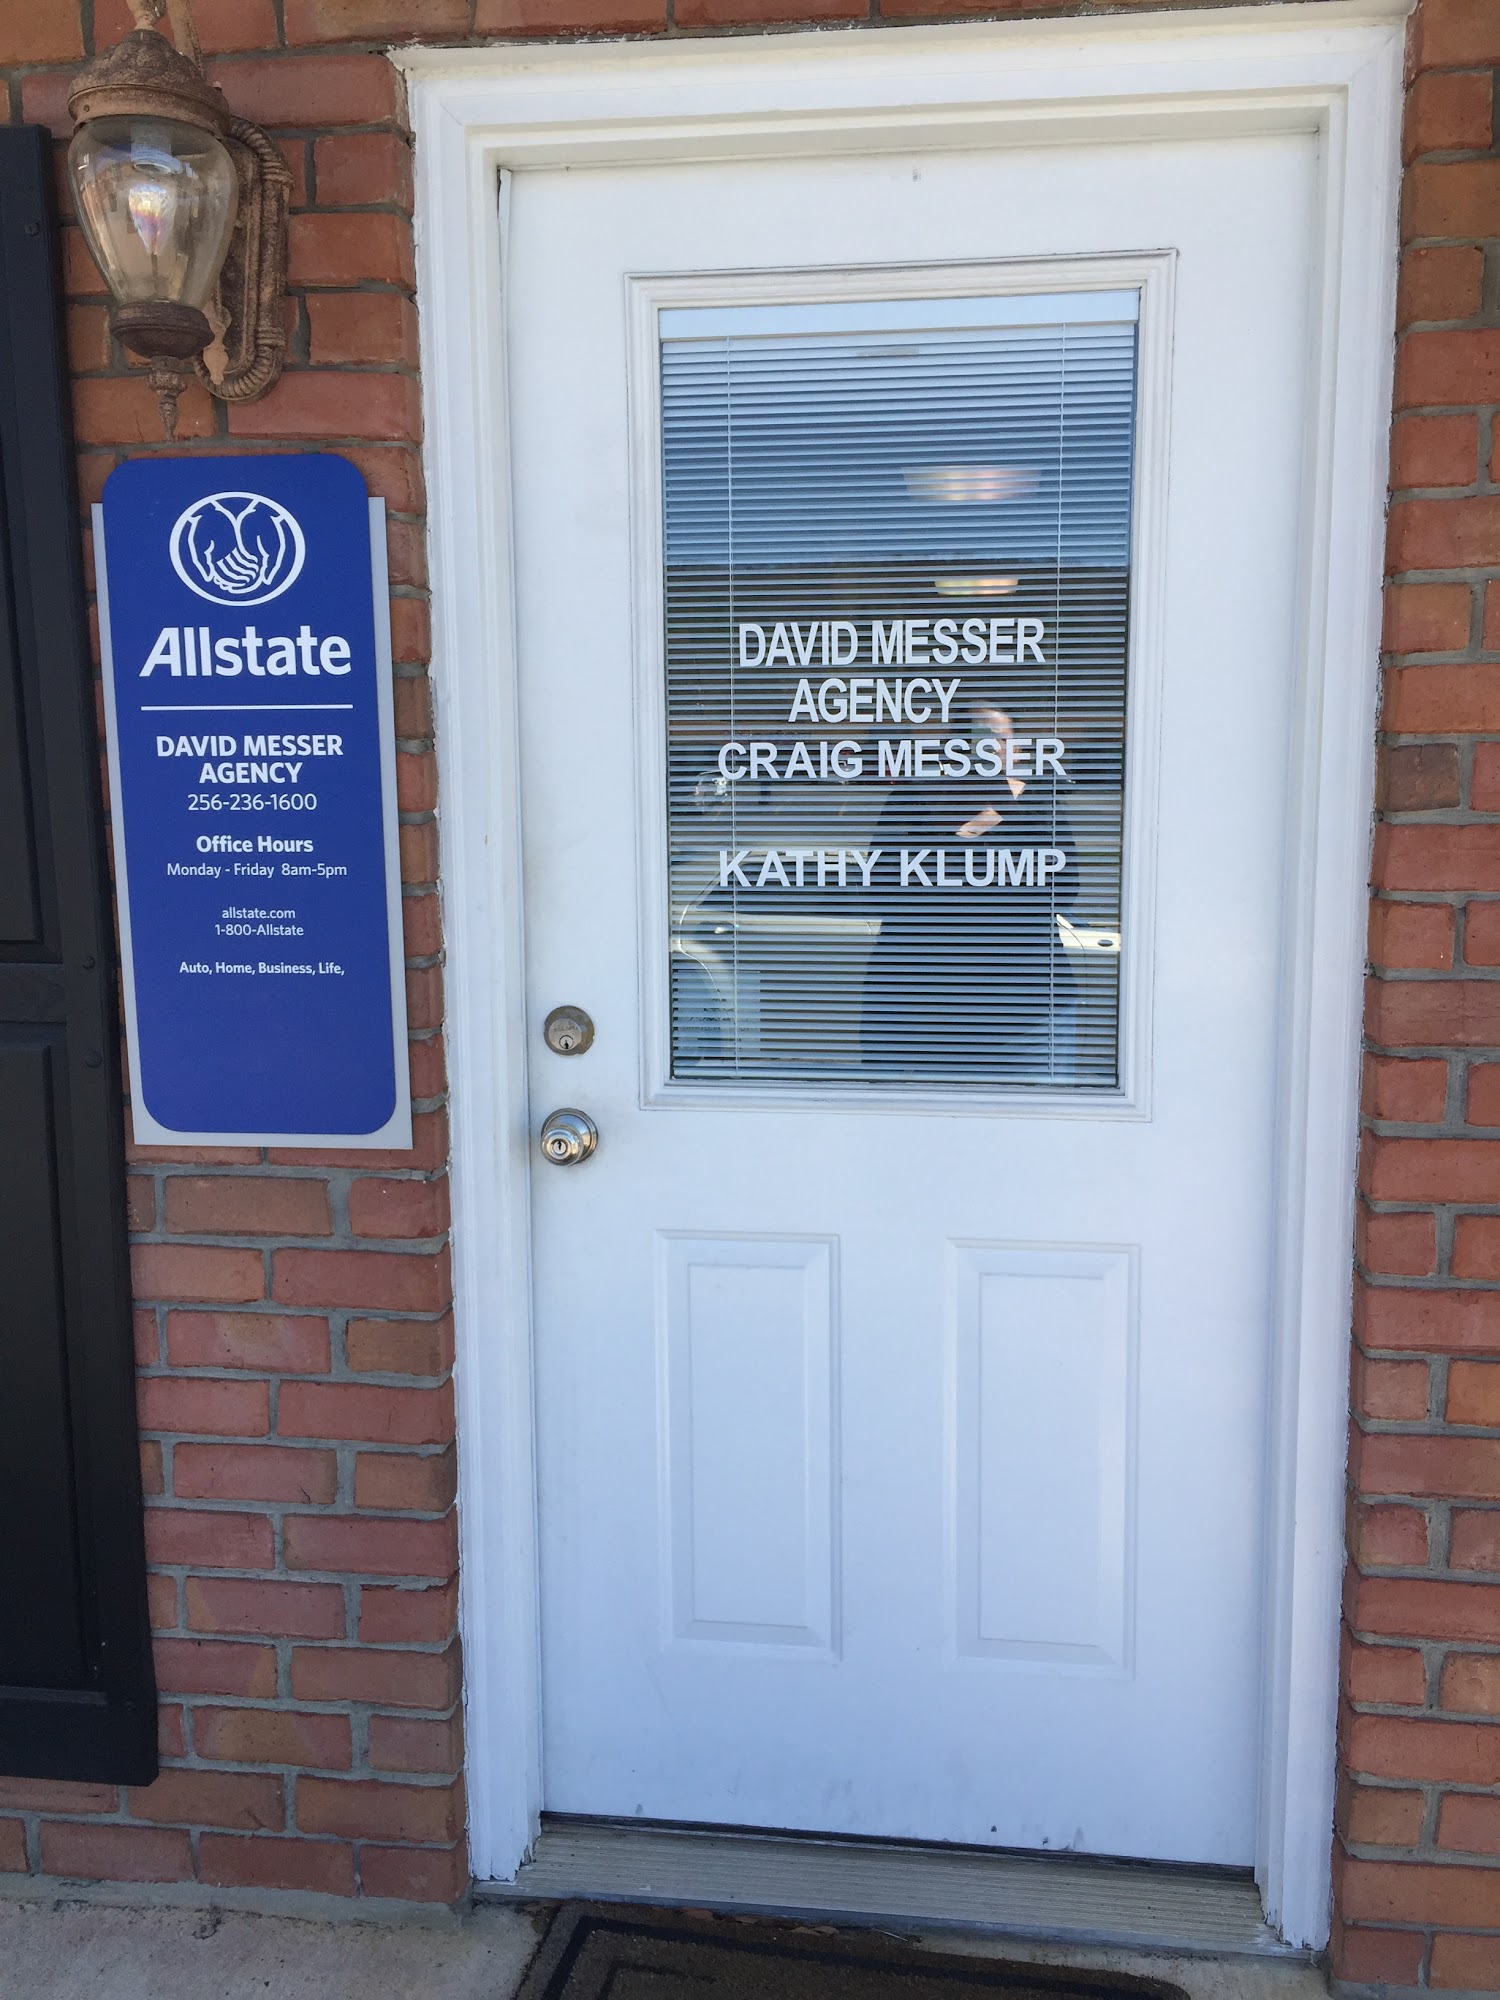 Allstate
DAVID MESSER
AGENCY
256-236-1600
Office Hours
Monday - Friday 8am-5pm
allstate.com
1-800-Allstate
Auto, Home, Business, Life,
DAVID MESSER
AGENCY
CRAIG MESSER
KATHY KLUMP